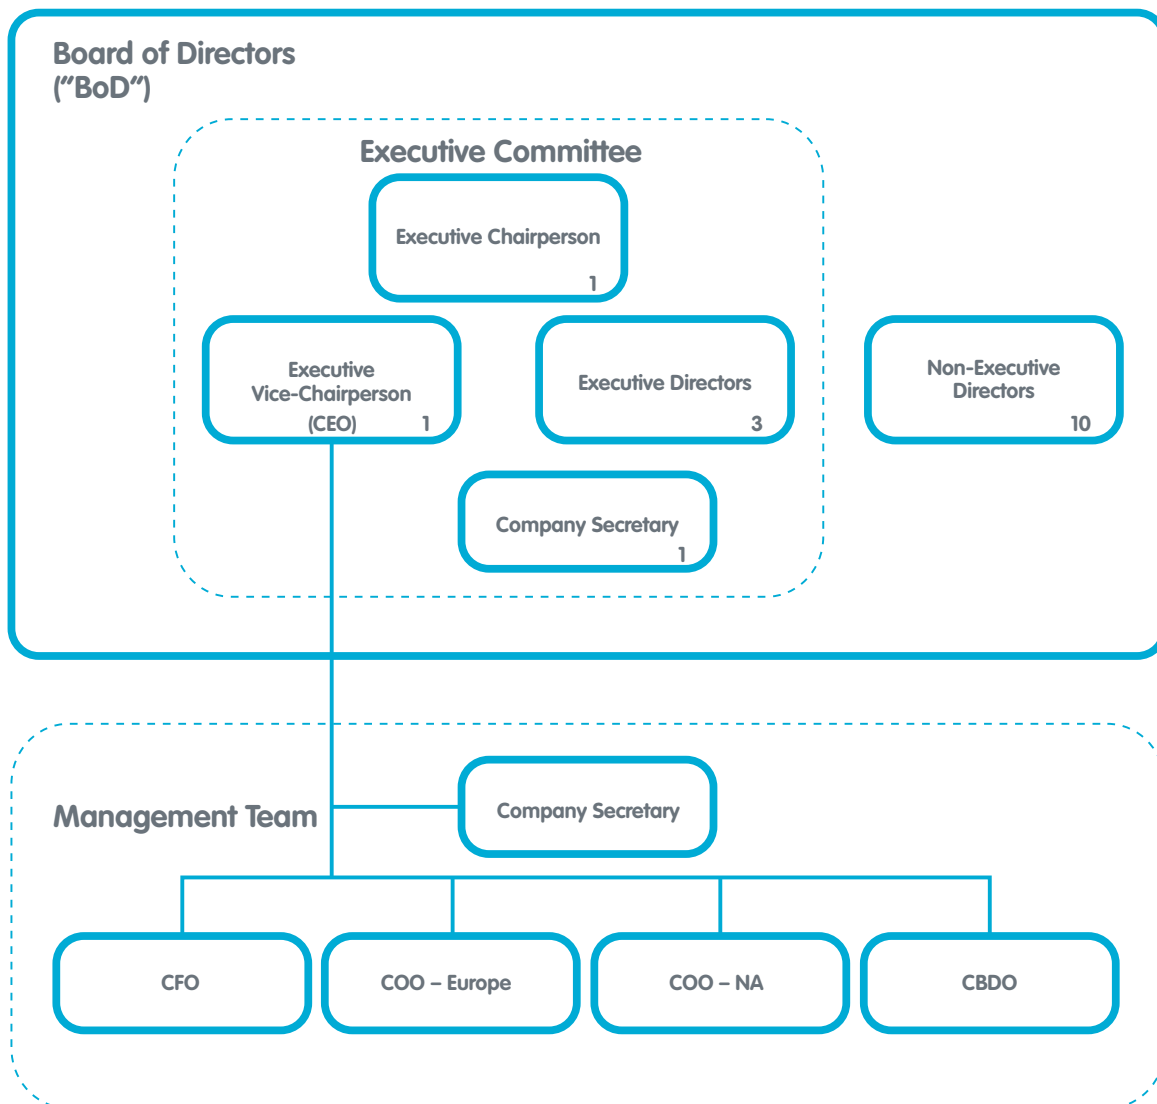 Board of Directors
(“BoD”)
Executive Committee
Executive Chairperson
1
Executive
Vice-Chairperson
(CEO) 1
Executive Directors
3
Non-Executive
Directors
10
Company Secretary
1
Management Team
Company Secretary
CFO
COO – Europe
COO – NA
CBDO